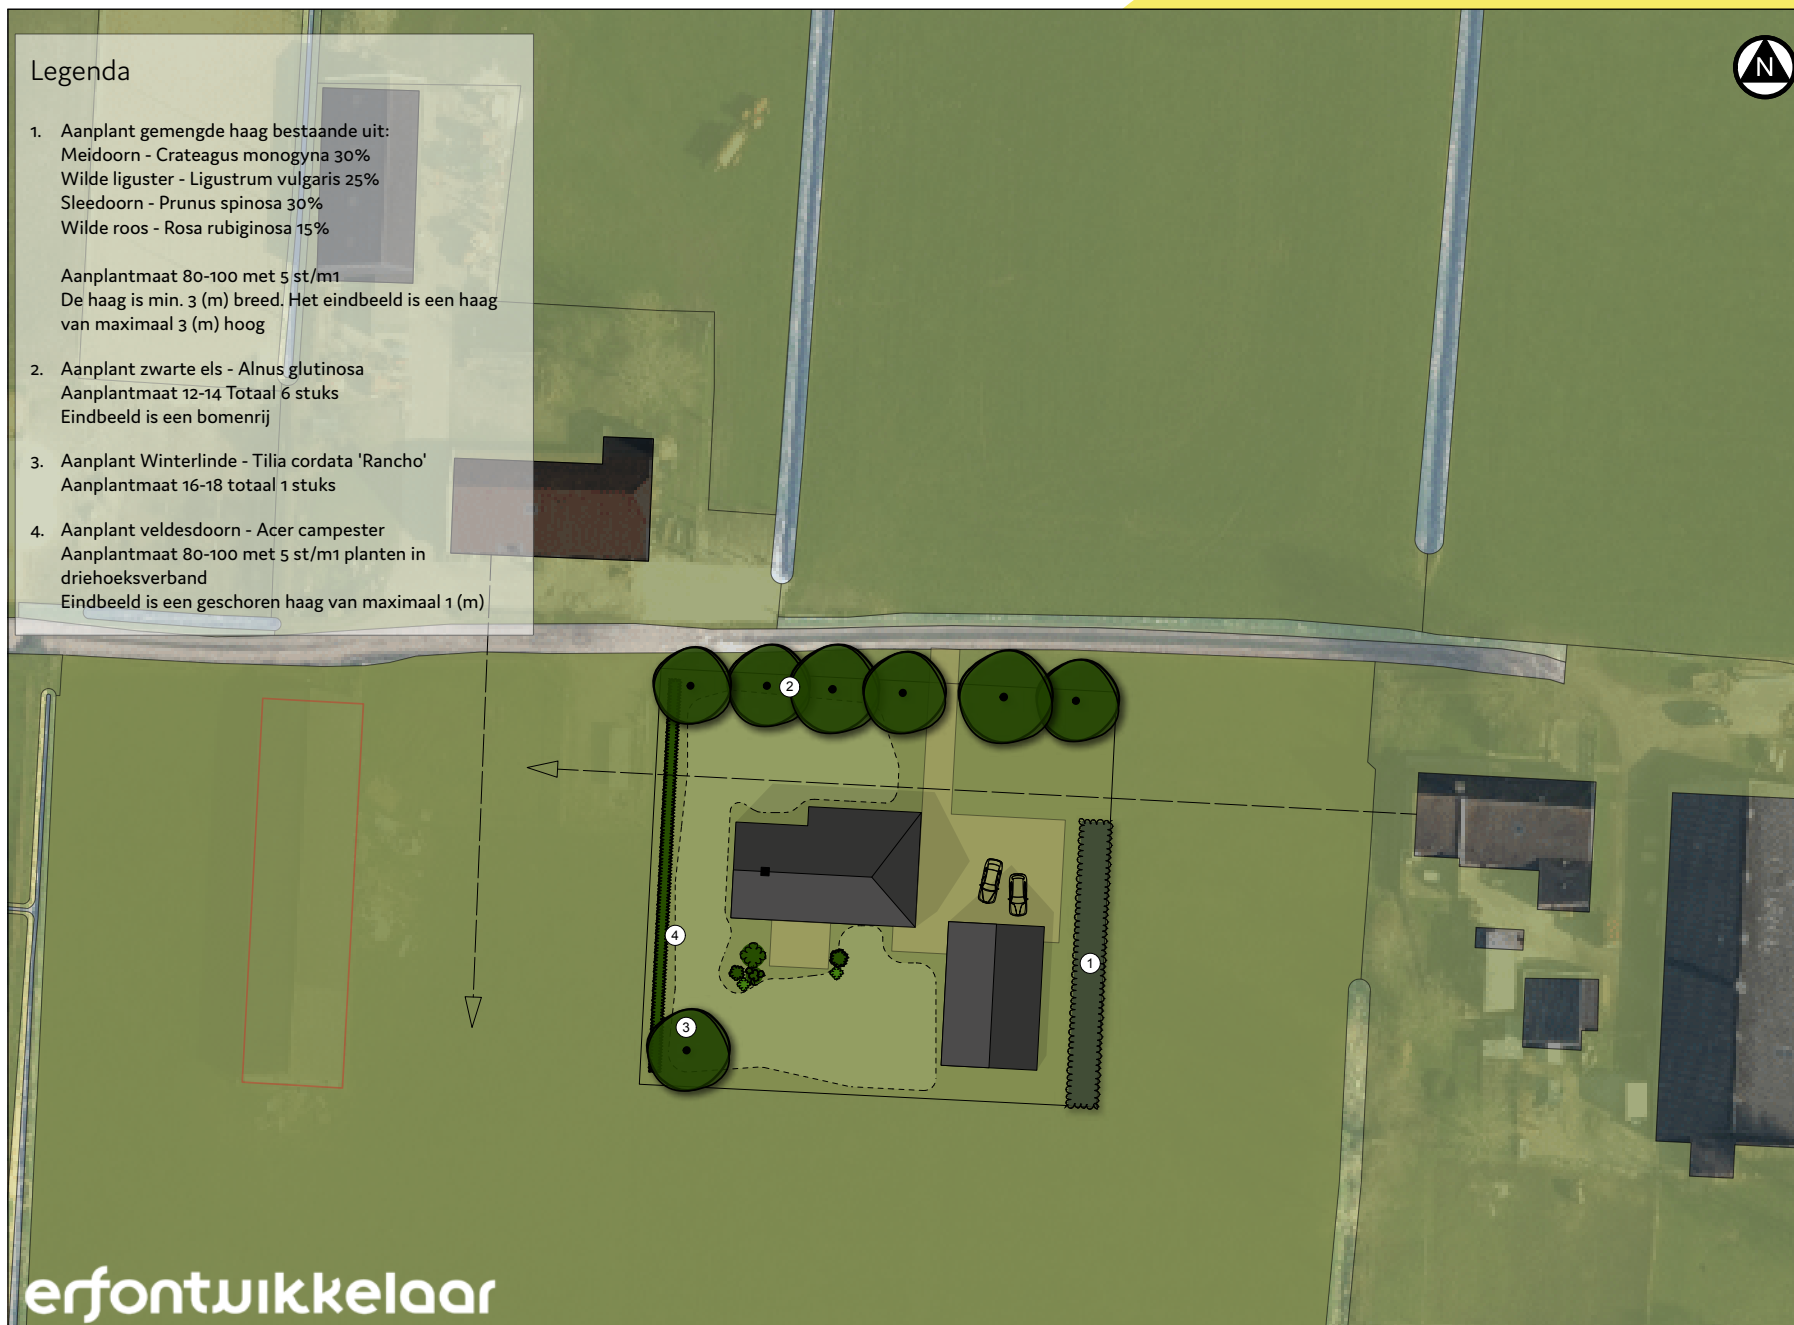 Legenda
1. Aanplant gemengde haag bestaande uit:
Meidoorn - Crateagus monogyna 30%
Wilde liguster - Ligustrum vulgaris 25%
Sleedoorn - Prunus spinosa 30%
Wilde roos - Rosa rubiginosa 15%
Aanplantmaat 80-100 met 5 st/m1
De haag is min. 3 (m) breed. Het eindbeeld is een haag
van maximaal 3 (m) hoog
2. Aanplant zwarte els - Alnus glutinosa
Aanplantmaat 12-14 Totaal 6 stuks
Eindbeeld is een bomenrij
3. Aanplant Winterlinde - Tilia cordata 'Rancho'
Aanplantmaat 16-18 totaal 1 stuks
4. Aanplant veldesdoorn - Acer campester
Aanplantmaat 80-100 met 5 st/m1 planten in
driehoeksverband
Eindbeeld is een geschoren haag van maximaal 1 (m)
N
2
4
1
3
erfontwikkelaar